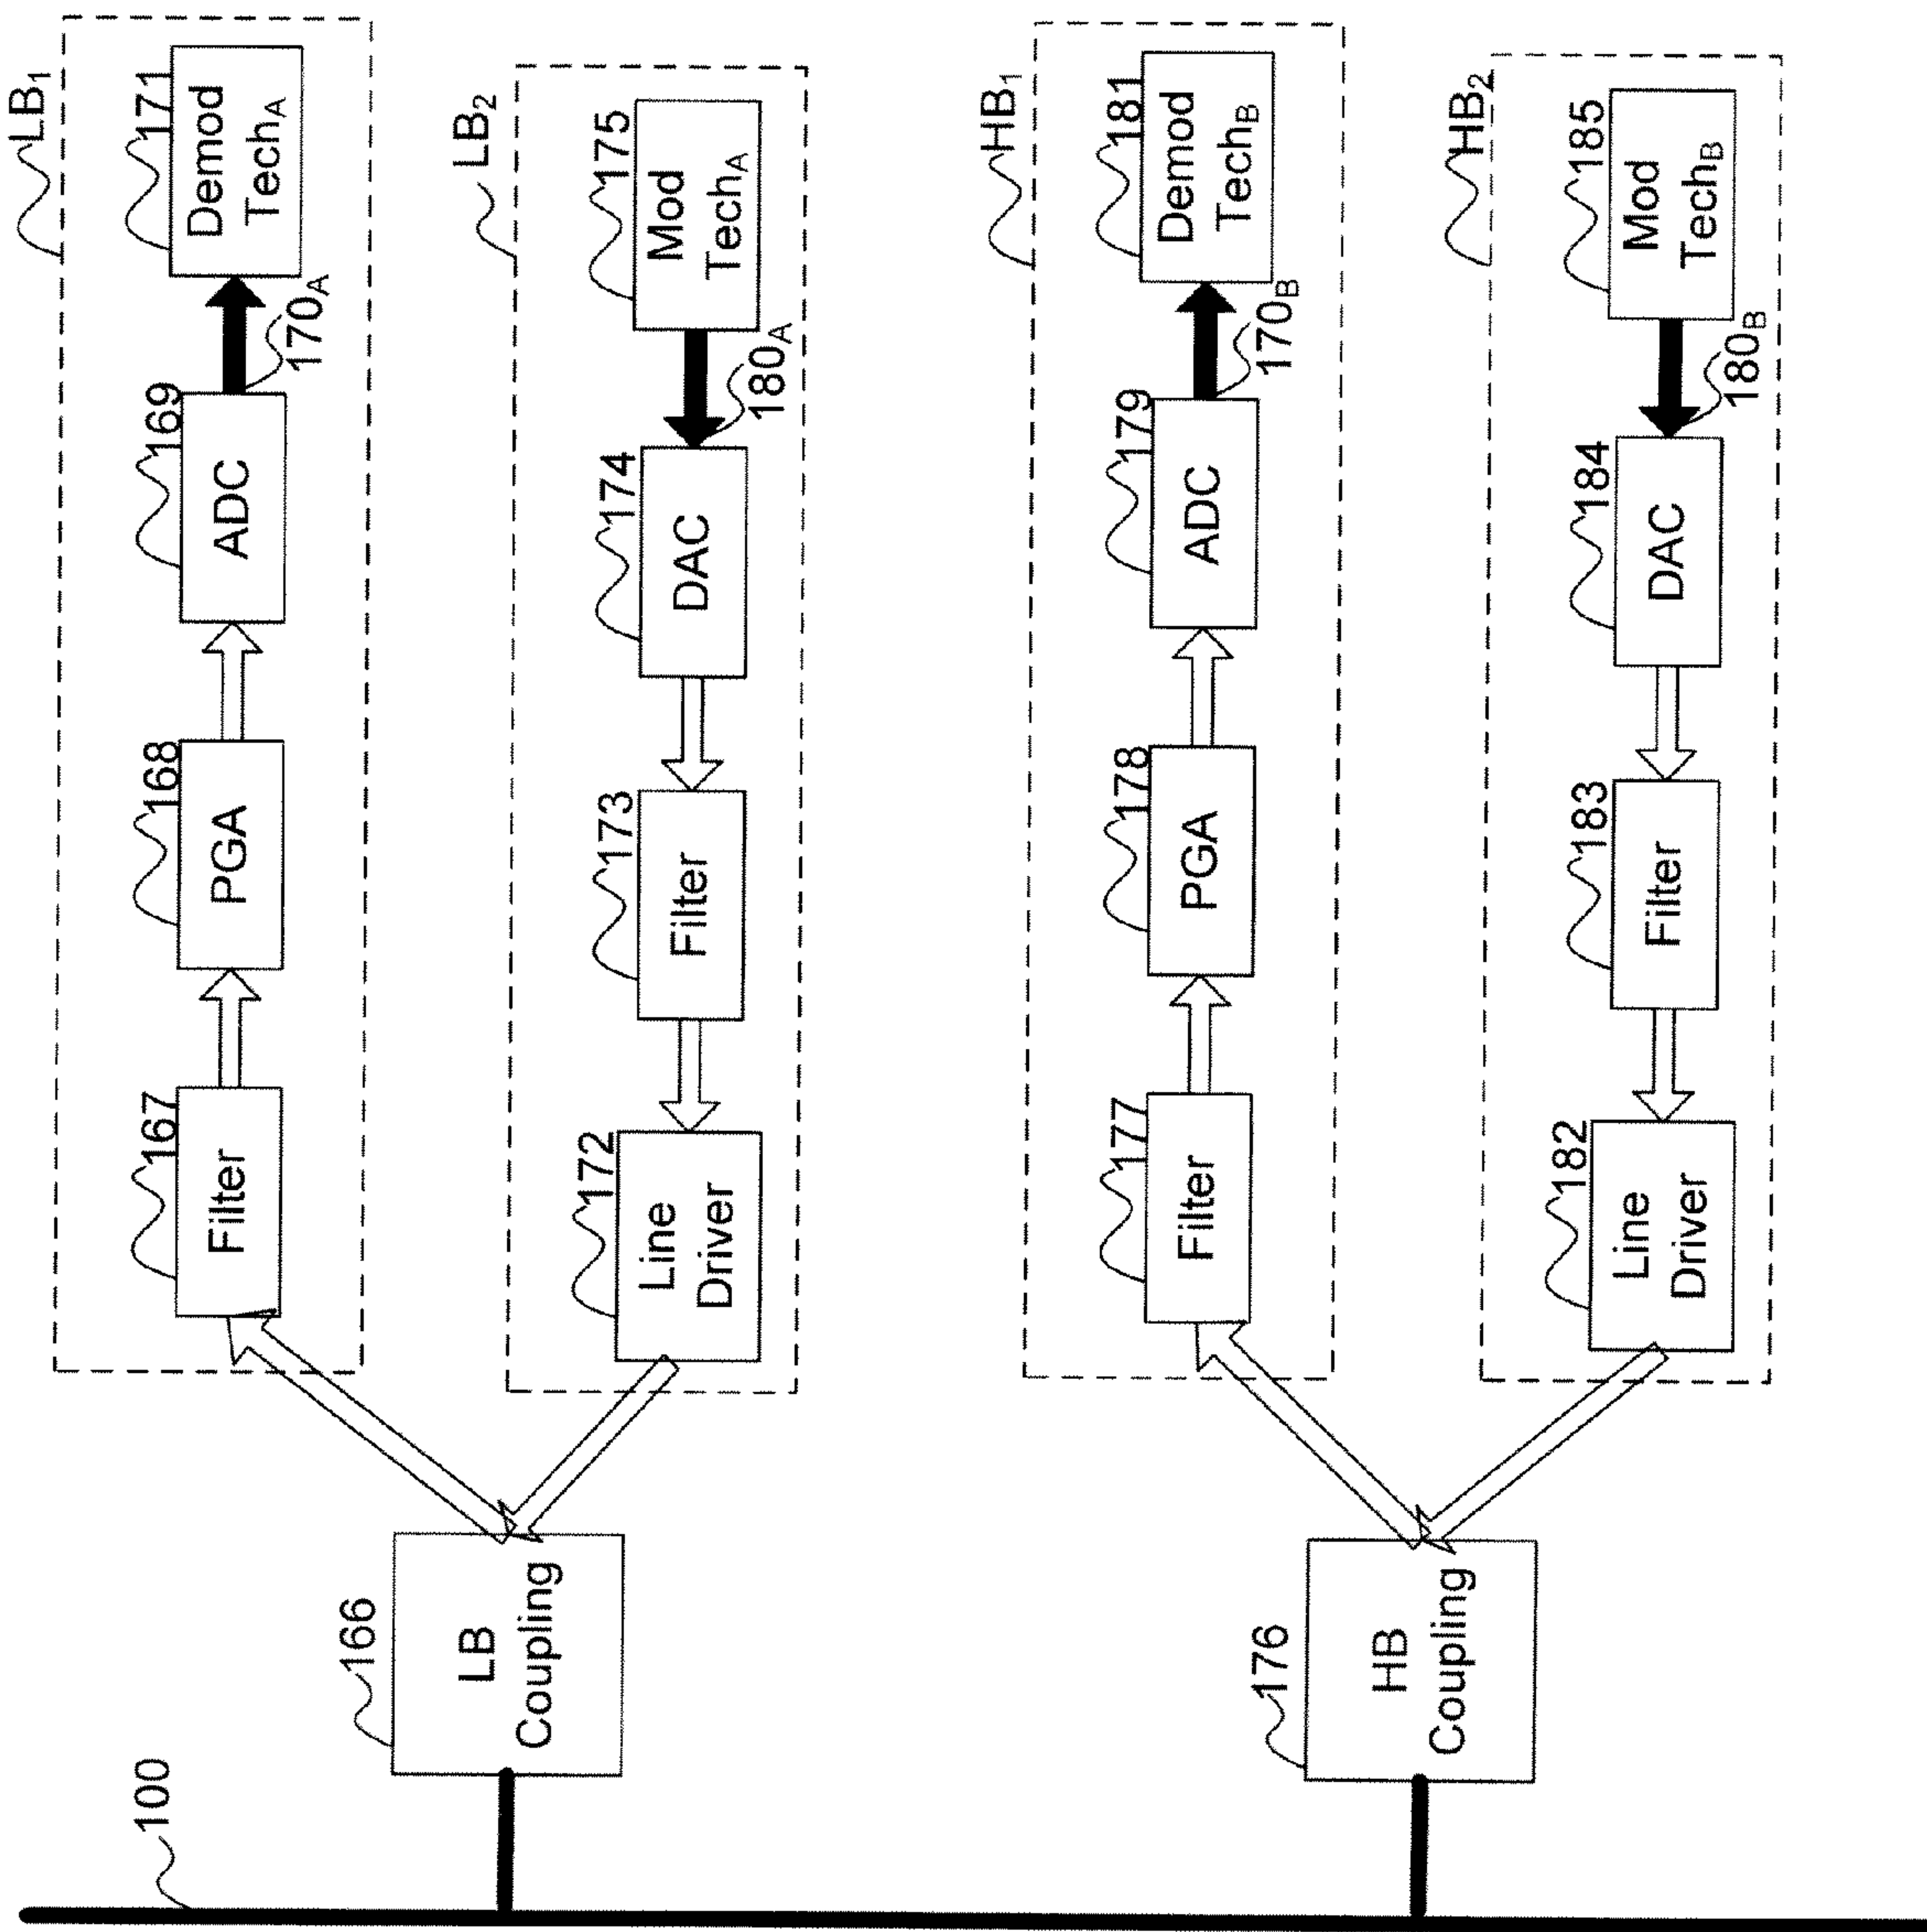 100
166
LB
Coupling
LB1
167
Filter
168
PGA
169
ADC
170A
171
Demod
TechA
LB2
172
Line
Driver
173
Filter
174
DAC
180A
175
Mod
TechA
176
HB
Coupling
HB1
177
Filter
178
PGA
179
ADC
170B
181
Demod
TechB
HB2
182
Line
Driver
183
Filter
184
DAC
180B
185
Mod
TechB